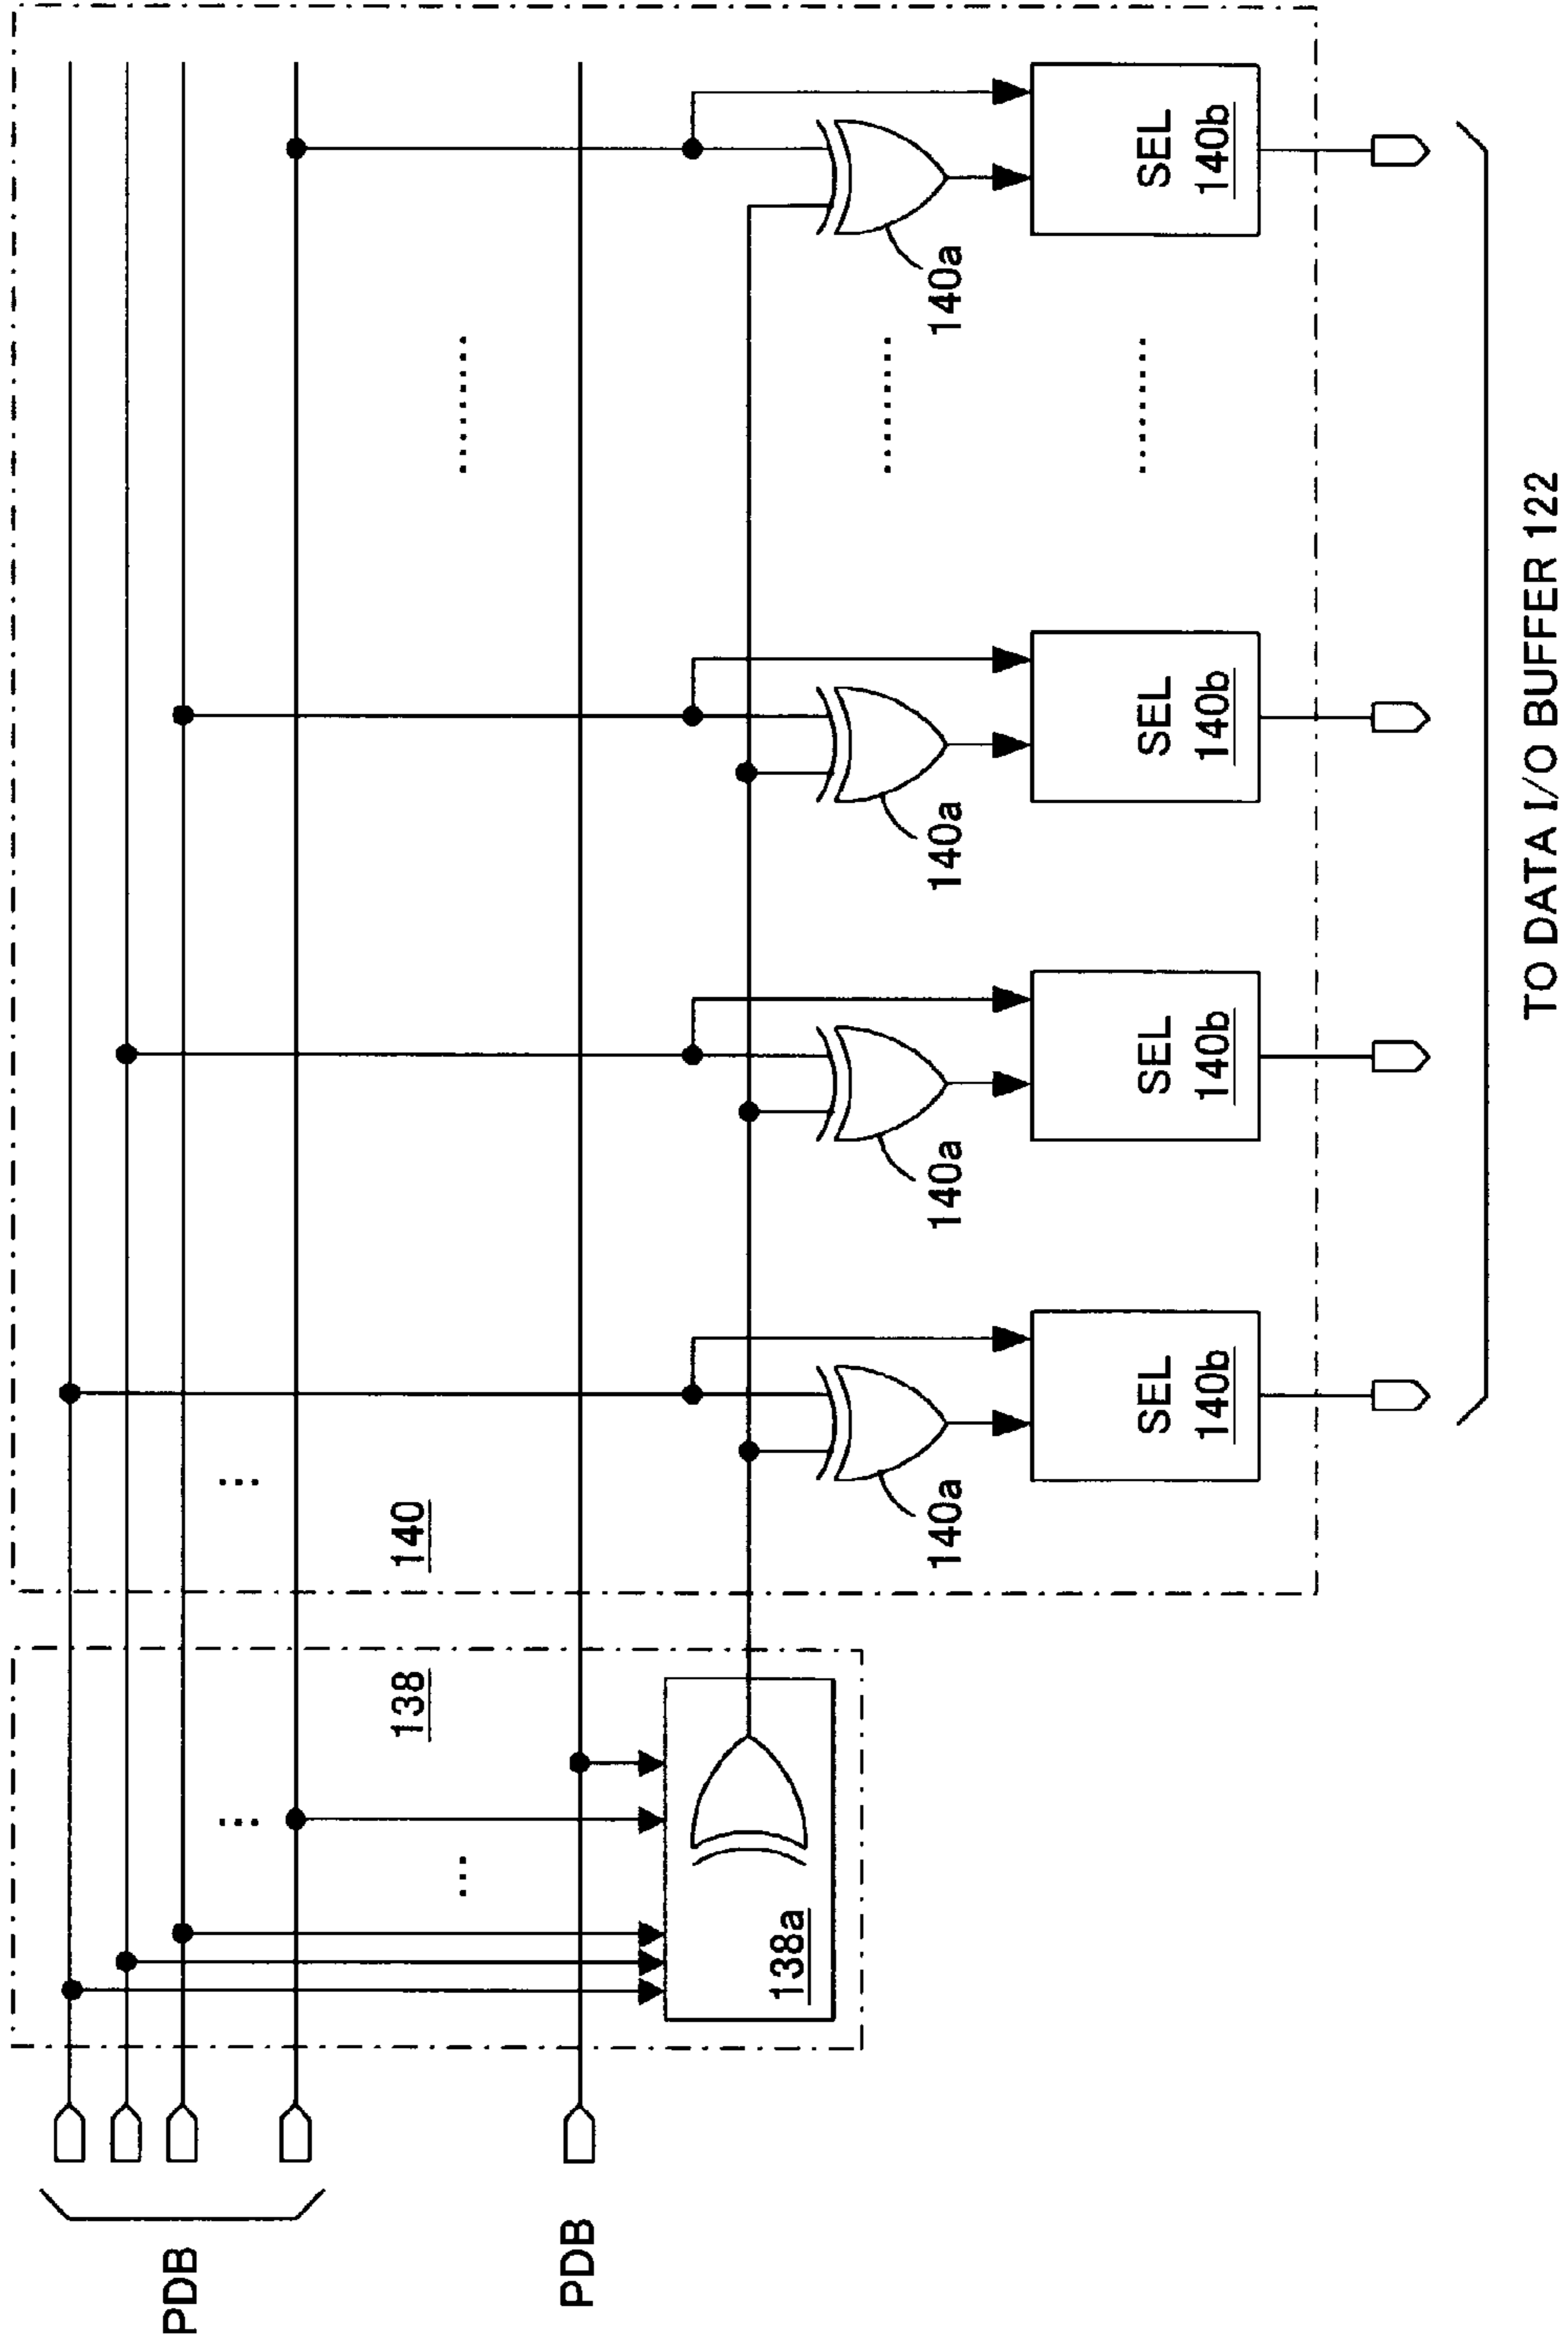 PDB
PDB
138
138a
140
140a
140a
140a
140a
SEL
140b
SEL
140b
SEL
140b
SEL
140b
TO DATA I/O BUFFER 122